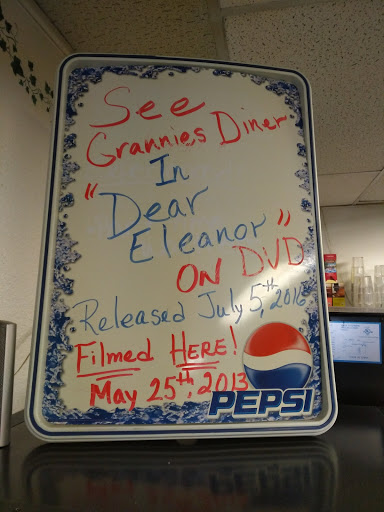 See
Grannies Diner
In
"Dear
Eleanor"
ON DVD
Released July 5th, 2016
Filmed HERE!
May 25th, 2013
PEPSI